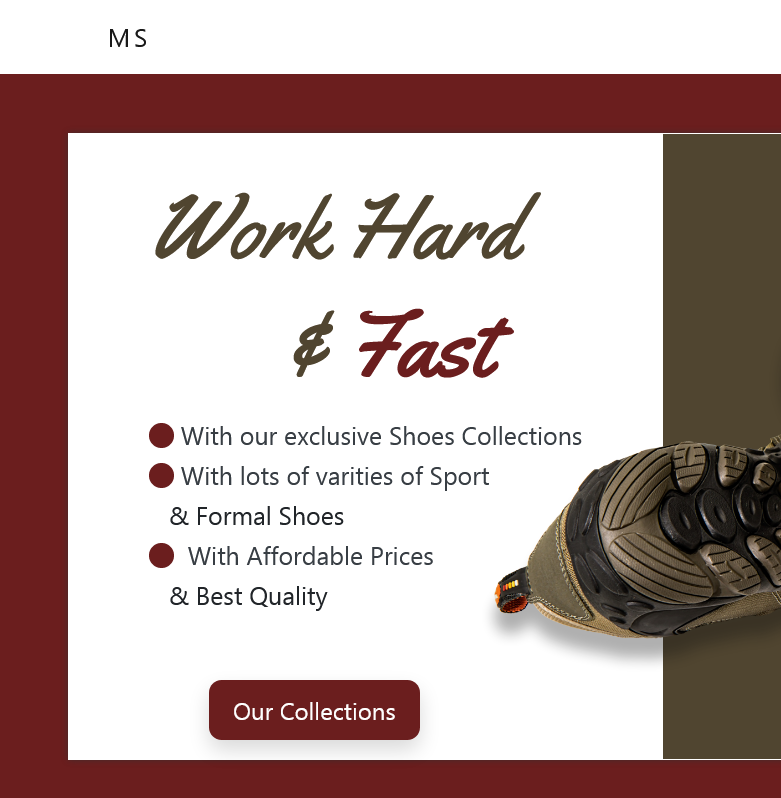 MS
Work Hard
& Fast
With our exclusive Shoes Collections
With lots of varities of Sport
& Formal Shoes
With Affordable Prices
& Best Quality
Our Collections